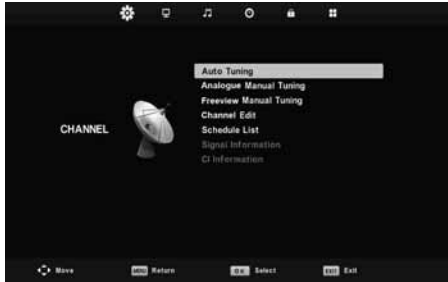 CHANNEL
Auto Tuning
Analogue Manual Tuning
Freeview Manual Tuning
Channel Edit
Schedule List
Signal Information
CI Information
Move MENU Return OK Select EXIT Exit